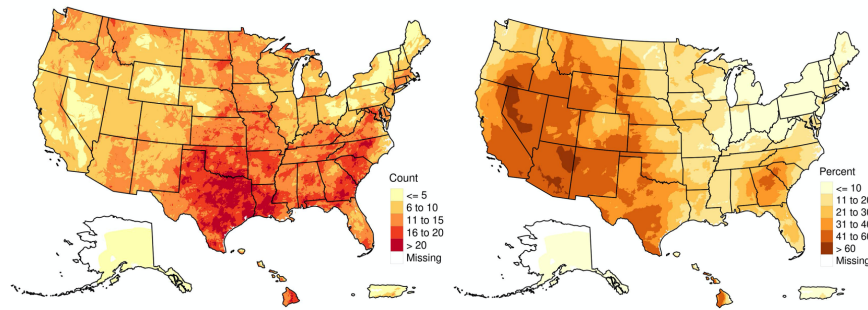 Count
<= 5
6 to 10
11 to 15
16 to 20
> 20
Missing
Percent
<= 10
11 to 20
21 to 30
31 to 40
41 to 60
> 60
Missing